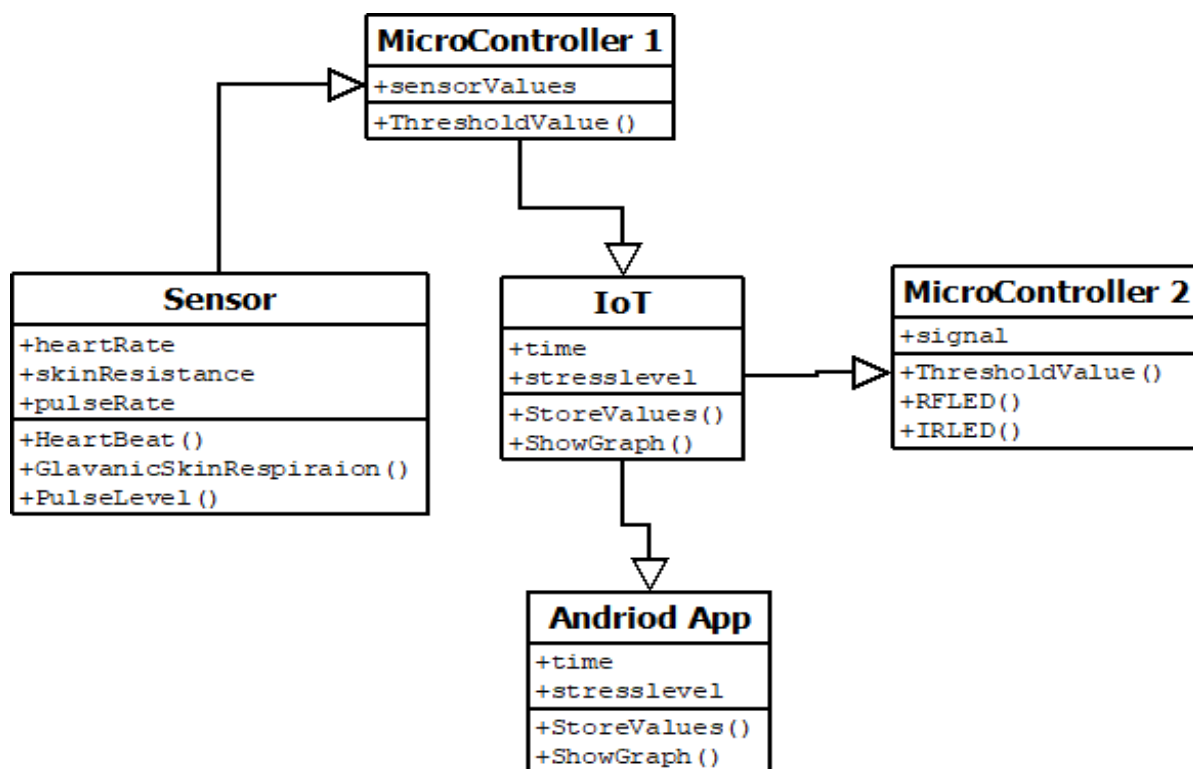 MicroController 1
+sensorValues
+ThresholdValue()
Sensor
+heartRate
+skinResistance
+pulseRate
+HeartBeat()
+GlavanicSkinRespiraion()
+PulseLevel()
IoT
+time
+stresslevel
+StoreValues()
+ShowGraph()
MicroController 2
+signal
+ThresholdValue()
+RFLED()
+IRLED()
Andriod App
+time
+stresslevel
+StoreValues()
+ShowGraph()